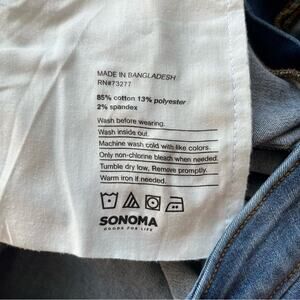 MADE IN BANGLADESH
RN#73277
85% cotton 13% polyester
2% spandex
Wash before wearing.
Wash inside out.
Machine wash cold with like colors.
Only non-chlorine bleach when needed.
Tumble dry low. Remove promptly.
Warm iron if needed.
SONOMA
GOODS FOR LIFE